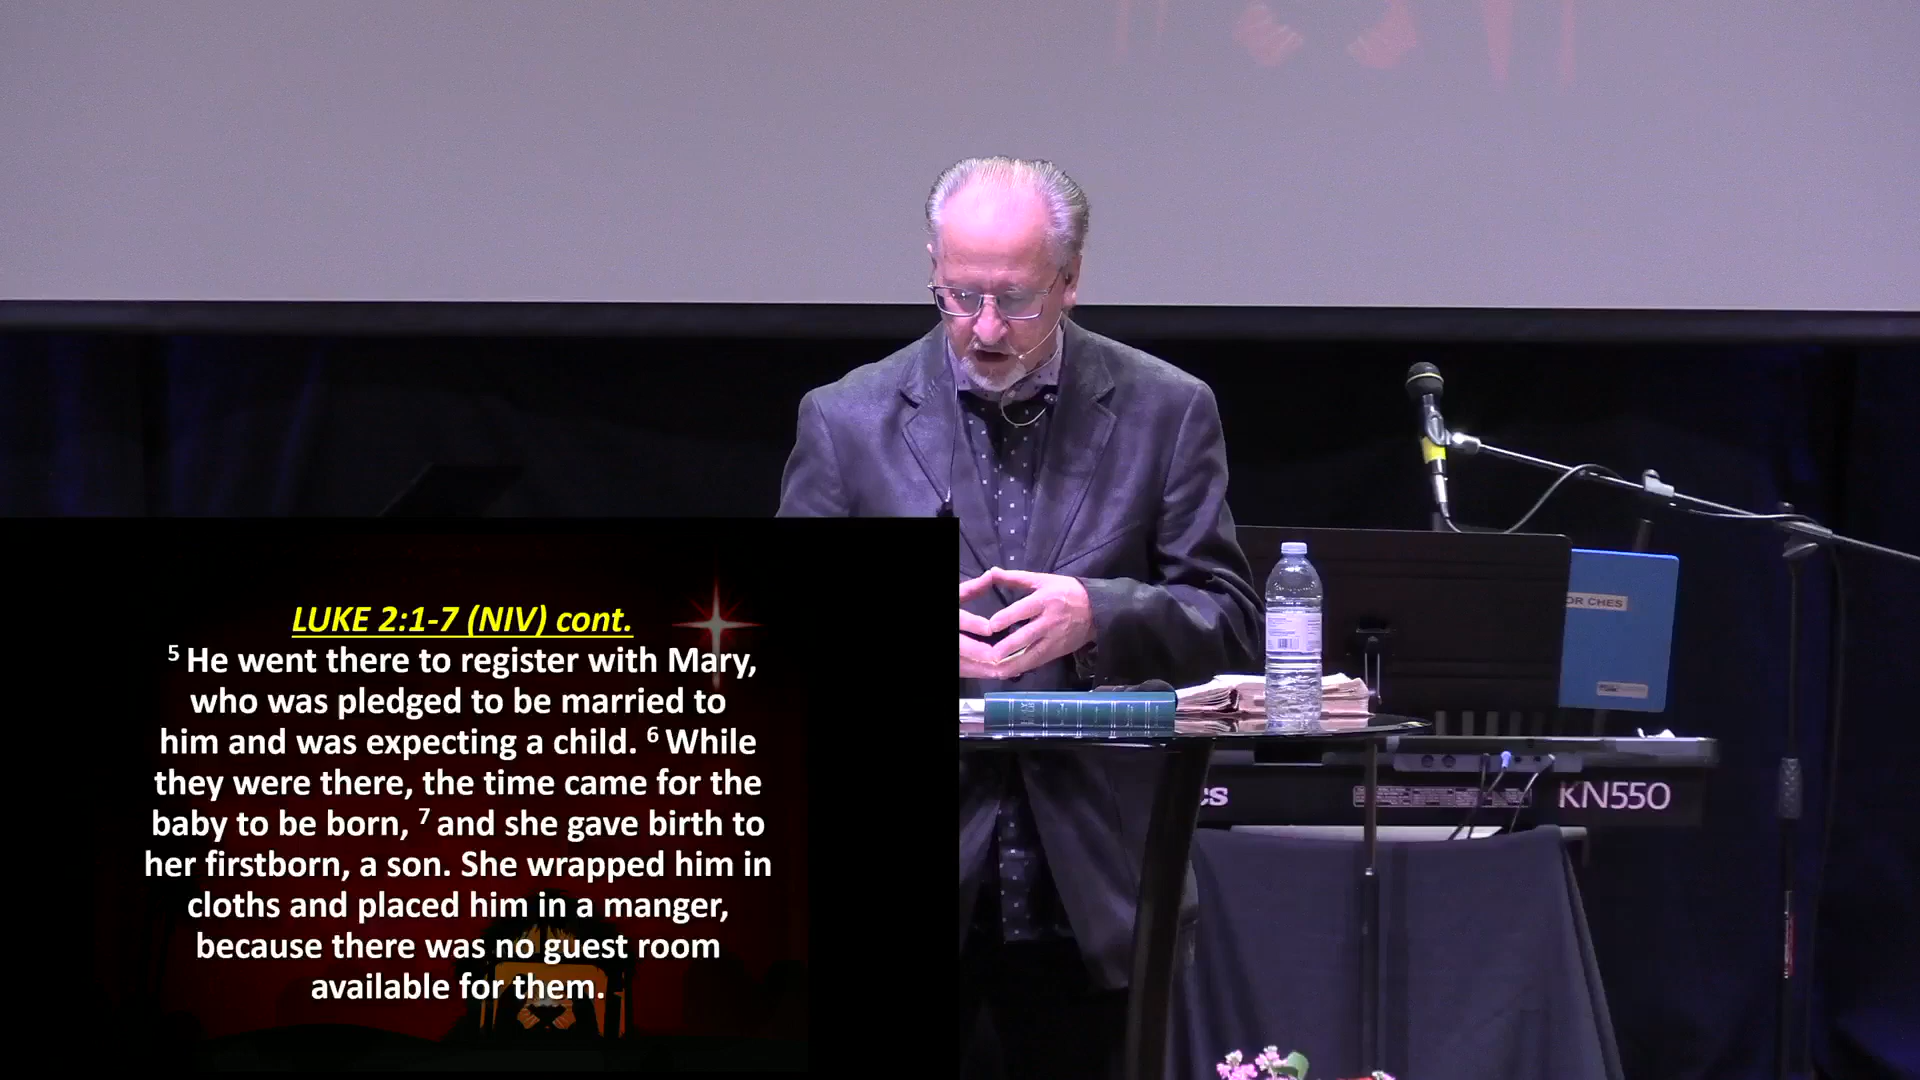 LUKE 2:1-7 (NIV) cont.
5 He went there to register with Mary,
who was pledged to be married to
him and was expecting a child. 6 While
they were there, the time came for the
baby to be born, 7 and she gave birth to
her firstborn, a son. She wrapped him in
cloths and placed him in a manger,
because there was no guest room
available for them.
OR CHES
cs
KN550